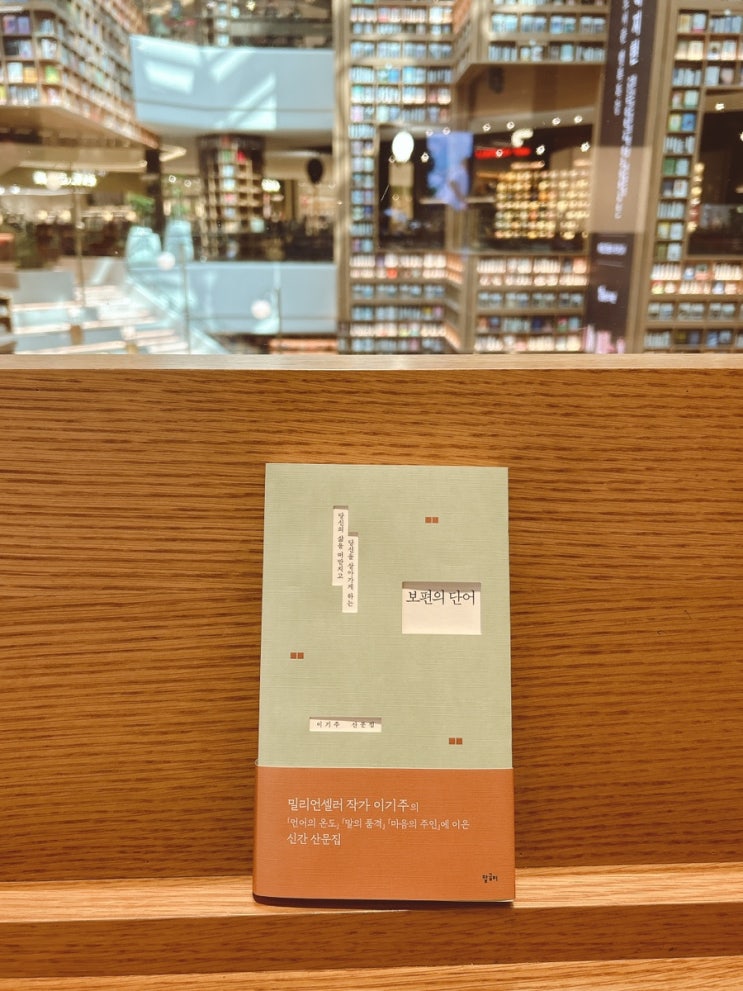 당신의 삶을 떠받치고
당신을 살아가게 하는
보편의 단어
이기주 산문집
밀리언셀러 작가 이기주의
「언어의 온도」 「말의 품격」 「마음의 주인」에 이은
신간 산문집
말글터